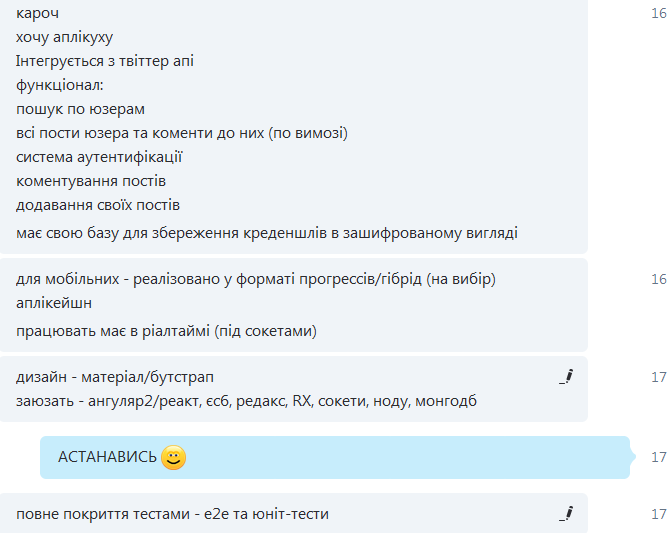 кароч
16
хочу аплікуху
Інтегрується з твіттер апі
функціонал:
пошук по юзерам
всі пости юзера та коменти до них (по вимозі)
система аутентифікації
коментування постів
додавання своїх постів
має свою базу для збереження креденшлів в зашифрованому вигляді
для мобільних - реалізовано у форматі прогрессів/гібрид (на вибір)
16
аплікейшн
працювать має в ріалтаймі (під сокетами)
дизайн - матеріал/бутстрап
17
заюзать - ангуляр2/реакт, єс6, редакс, RX, сокети, ноду, монгодб
АСТАНАВИСЬ
17
повне покриття тестами - е2е та юніт-тести
17